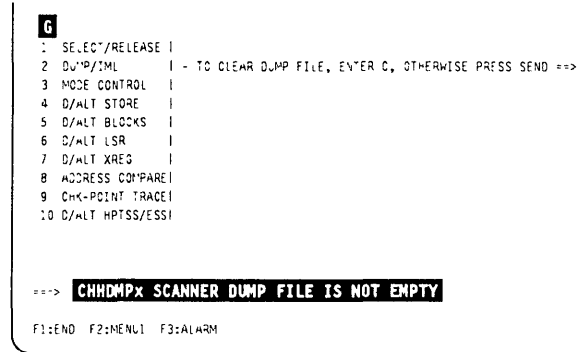 G
1 SELECT/RELEASE |
2 DUMP/IML | - TO CLEAR DUMP FILE, ENTER C, OTHERWISE PRESS SEND ==>
3 MODE CONTROL |
4 D/ALT STORE |
5 D/ALT BLOCKS |
6 D/ALT LSR |
7 D/ALT XREG |
8 ADDRESS COMPARE|
9 CHK-POINT TRACE|
10 D/ALT HPTSS/ESS|
===> CHHDMPx SCANNER DUMP FILE IS NOT EMPTY
F1:END F2:MENU1 F3:ALARM